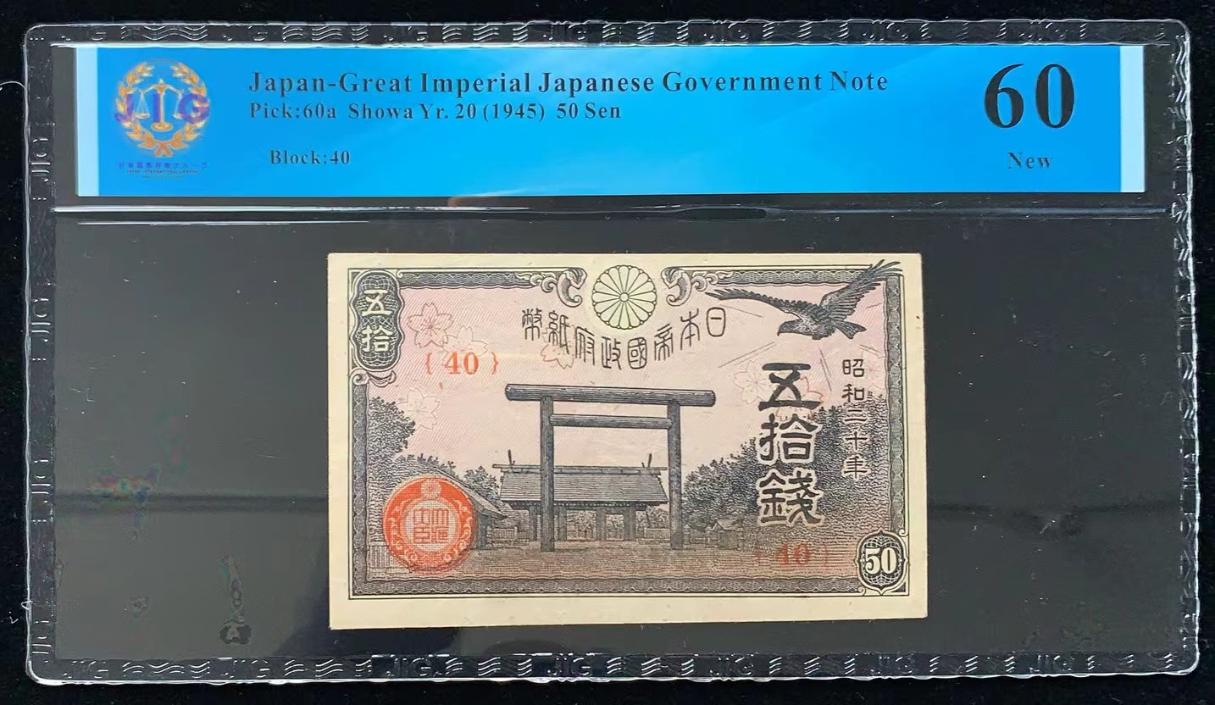 JIG
Japan-Great Imperial Japanese Government Note
Pick:60a Showa Yr. 20 (1945) 50 Sen
Block:40
60
New
五拾
日本帝國政府紙幣
{40}
昭和二十年
五拾錢
{40}
50